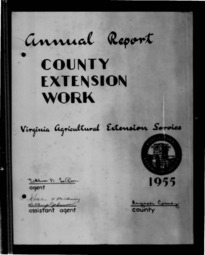 Annual Report
COUNTY
EXTENSION
WORK
Virginia Agricultural Extension Service
agent
1955
assistant agent
county